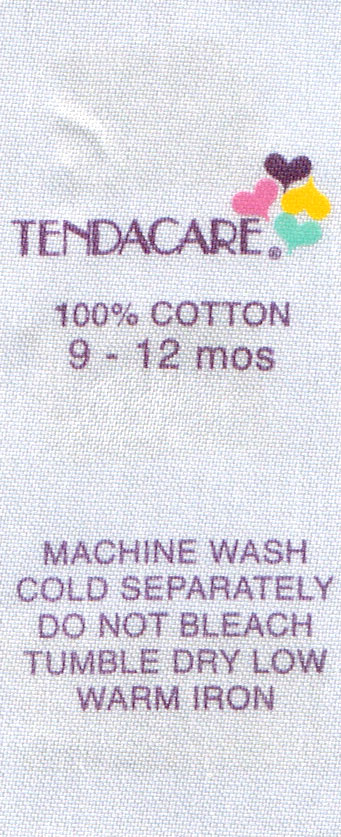 TENDACARE®
100% COTTON
9 - 12 mos
MACHINE WASH
COLD SEPARATELY
DO NOT BLEACH
TUMBLE DRY LOW
WARM IRON